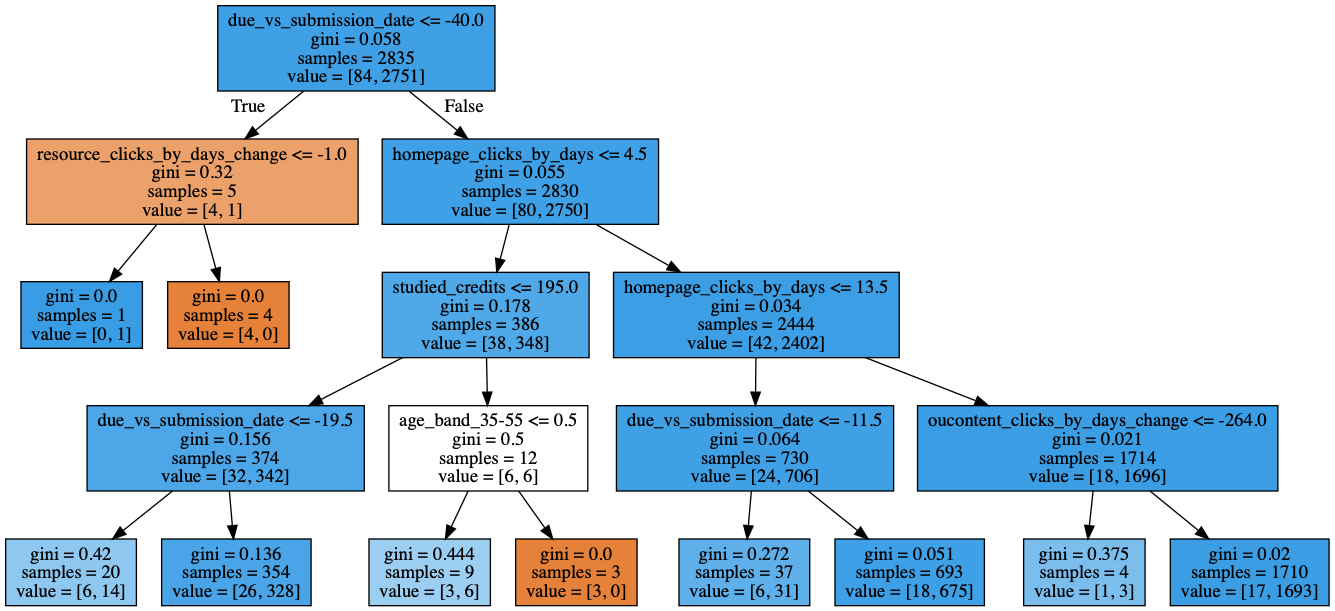 due_vs_submission_date <= -40.0
gini = 0.058
samples = 2835
value = [84, 2751]
True
False
resource_clicks_by_days_change <= -1.0
gini = 0.32
samples = 5
value = [4, 1]
homepage_clicks_by_days <= 4.5
gini = 0.055
samples = 2830
value = [80, 2750]
gini = 0.0
samples = 1
value = [0, 1]
gini = 0.0
samples = 4
value = [4, 0]
studied_credits <= 195.0
gini = 0.178
samples = 386
value = [38, 348]
homepage_clicks_by_days <= 13.5
gini = 0.034
samples = 2444
value = [42, 2402]
due_vs_submission_date <= -19.5
gini = 0.156
samples = 374
value = [32, 342]
age_band_35-55 <= 0.5
gini = 0.5
samples = 12
value = [6, 6]
due_vs_submission_date <= -11.5
gini = 0.064
samples = 730
value = [24, 706]
oucontent_clicks_by_days_change <= -264.0
gini = 0.021
samples = 1714
value = [18, 1696]
gini = 0.42
samples = 20
value = [6, 14]
gini = 0.136
samples = 354
value = [26, 328]
gini = 0.444
samples = 9
value = [3, 6]
gini = 0.0
samples = 3
value = [3, 0]
gini = 0.272
samples = 37
value = [6, 31]
gini = 0.051
samples = 693
value = [18, 675]
gini = 0.375
samples = 4
value = [1, 3]
gini = 0.02
samples = 1710
value = [17, 1693]